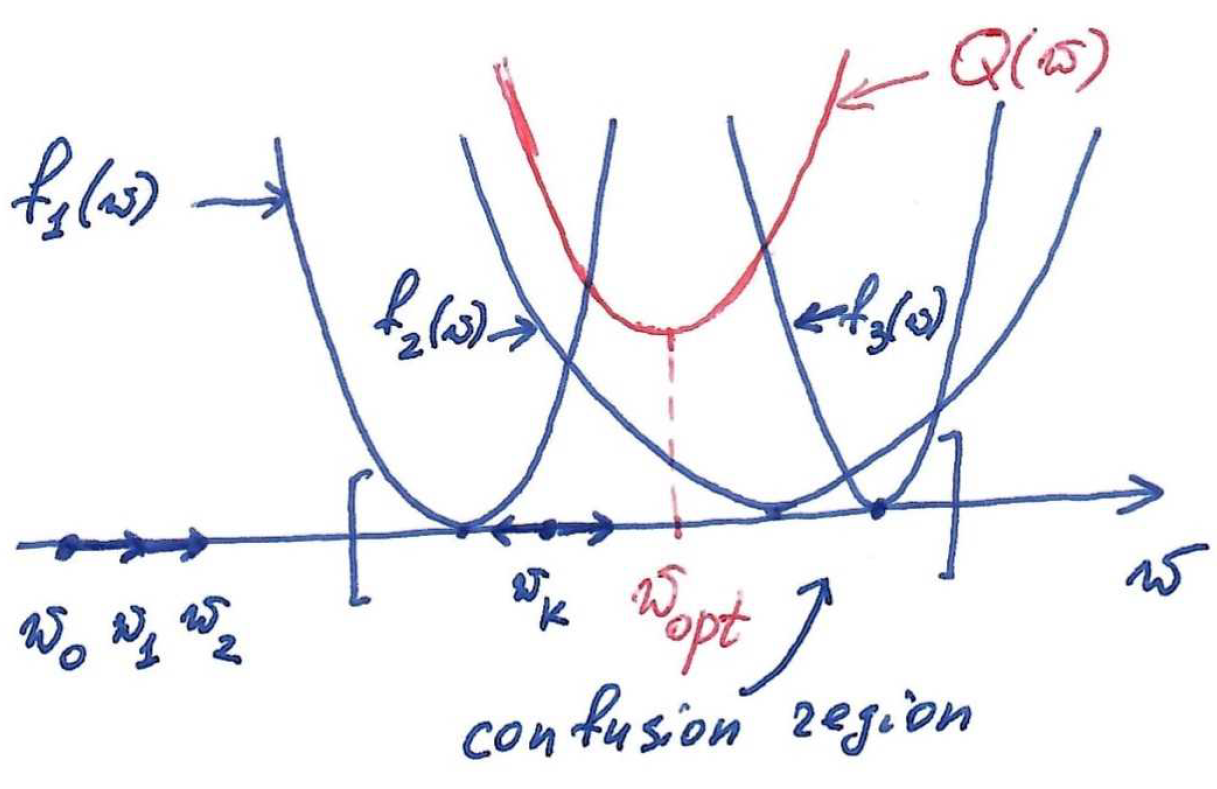 Q(w)
f1(w)
f2(w)
f3(w)
w0 w1 w2
wk
wopt
w
confusion region